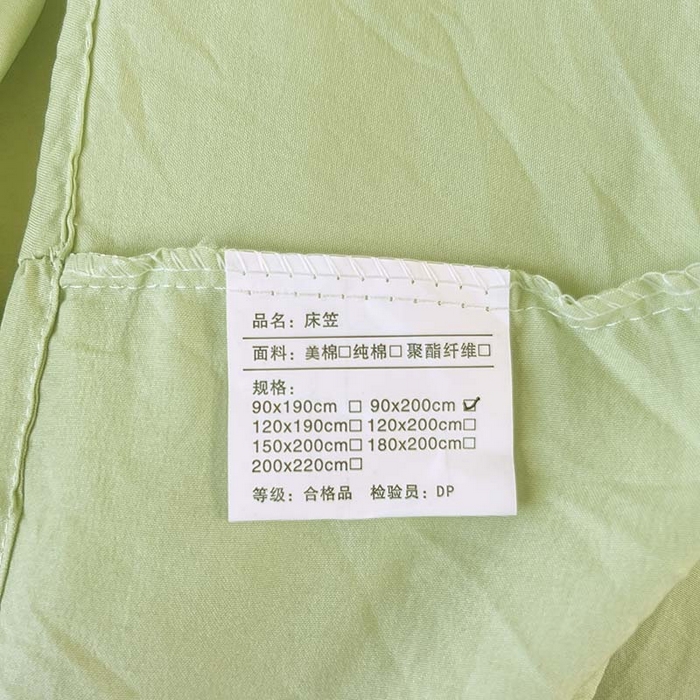 品名：床笠
面料：美棉□纯棉□ 聚酯纤维□
规格：
90x190cm □ 90x200cm ☑
120x190cm□ 120x200cm□
150x200cm□ 180x200cm□
200x220cm□
等级：合格品 检验员：DP